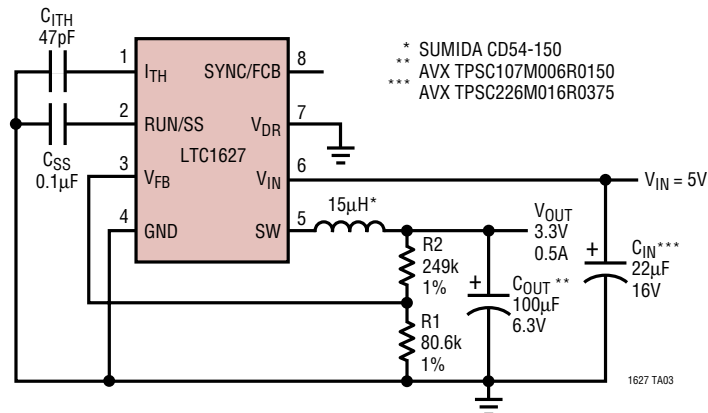 C_ITH
47pF
* SUMIDA CD54-150
** AVX TPSC107M006R0150
*** AVX TPSC226M016R0375
1
I_TH
SYNC/FCB
8
2
RUN/SS
V_DR
7
C_SS
0.1µF
LTC1627
3
V_FB
V_IN
6
V_IN = 5V
4
GND
SW
5
15µH*
V_OUT
3.3V
0.5A
R2
249k
1%
C_OUT **
100µF
6.3V
C_IN***
22µF
16V
R1
80.6k
1%
+
+
1627 TA03